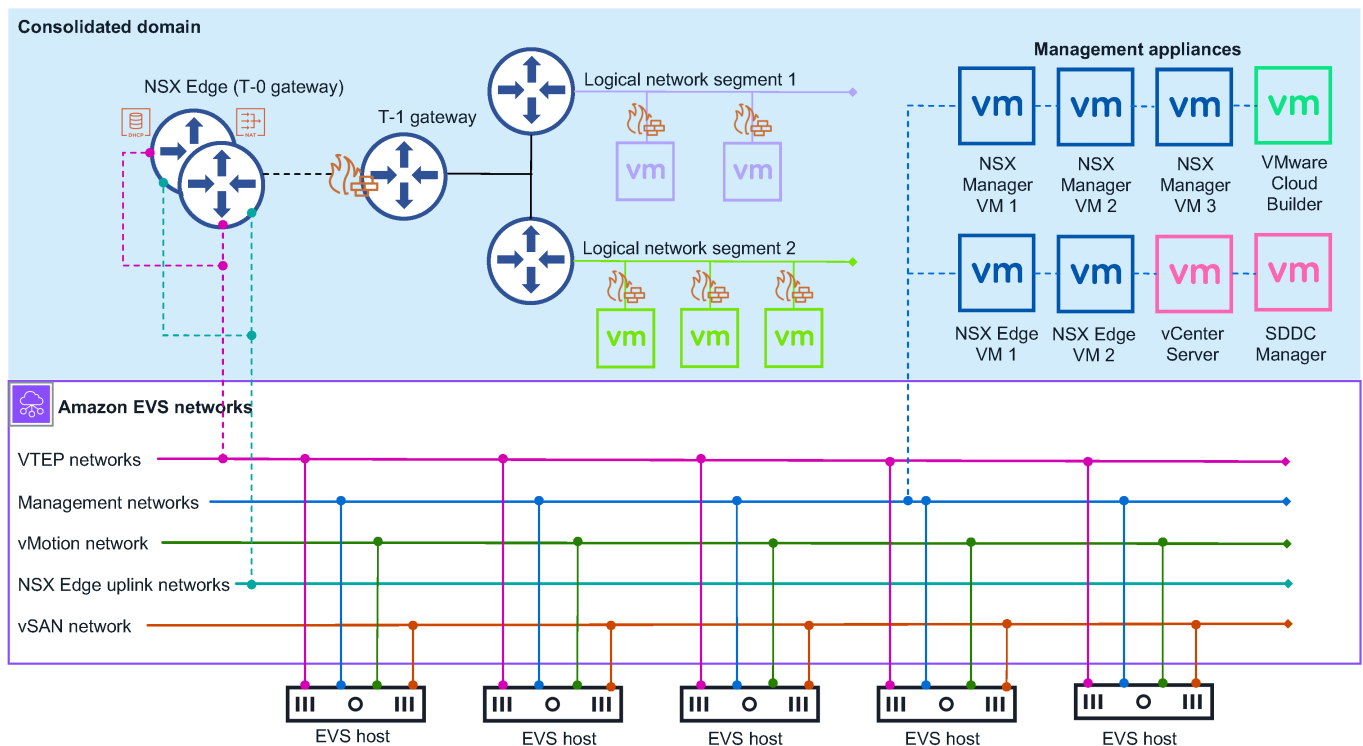 Consolidated domain
NSX Edge (T-0 gateway)
DHCP
NAT
T-1 gateway
Logical network segment 1
vm
vm
Logical network segment 2
vm
vm
vm
Management appliances
vm
vm
vm
vm
NSX
Manager
VM 1
NSX
Manager
VM 2
NSX
Manager
VM 3
VMware
Cloud
Builder
vm
vm
vm
vm
NSX Edge
VM 1
NSX Edge
VM 2
vCenter
Server
SDDC
Manager
Amazon EVS networks
VTEP networks
Management networks
vMotion network
NSX Edge uplink networks
vSAN network
EVS host
EVS host
EVS host
EVS host
EVS host